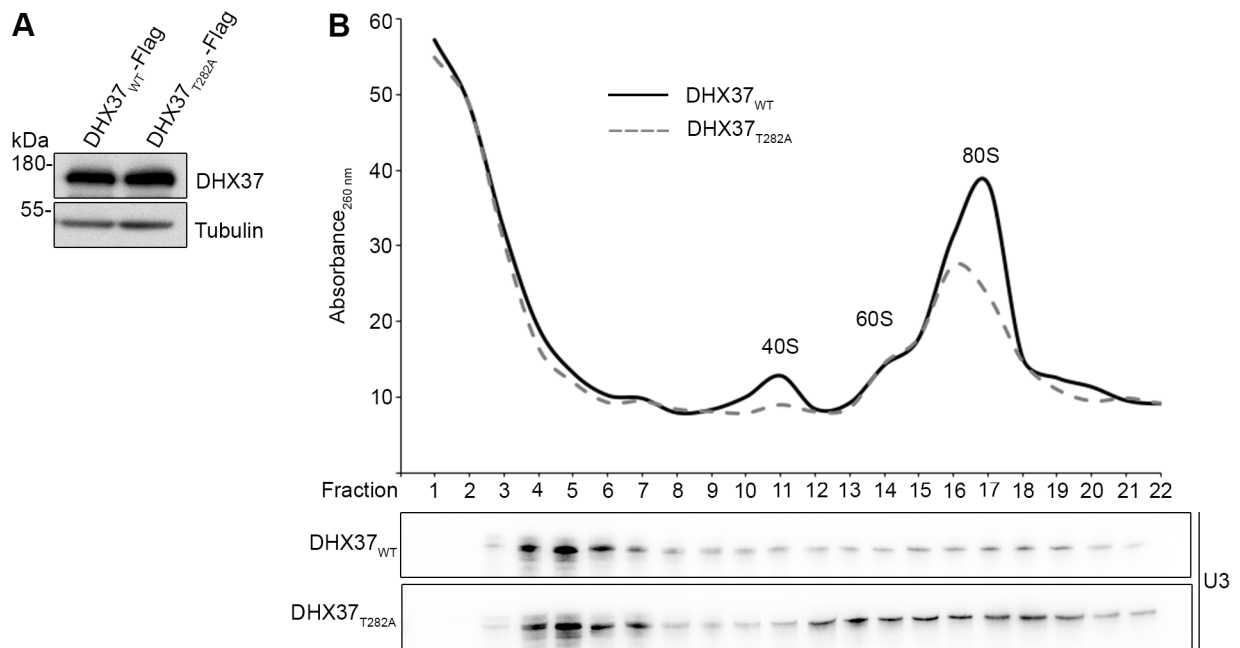 A
DHX37WT-Flag
DHX37T282A-Flag
kDa
180-
DHX37
55-
Tubulin
B
60
50
40
30
20
10
Absorbance260 nm
DHX37WT
DHX37T282A
40S
60S
80S
Fraction 1 2 3 4 5 6 7 8 9 10 11 12 13 14 15 16 17 18 19 20 21 22
DHX37WT
DHX37T282A
U3